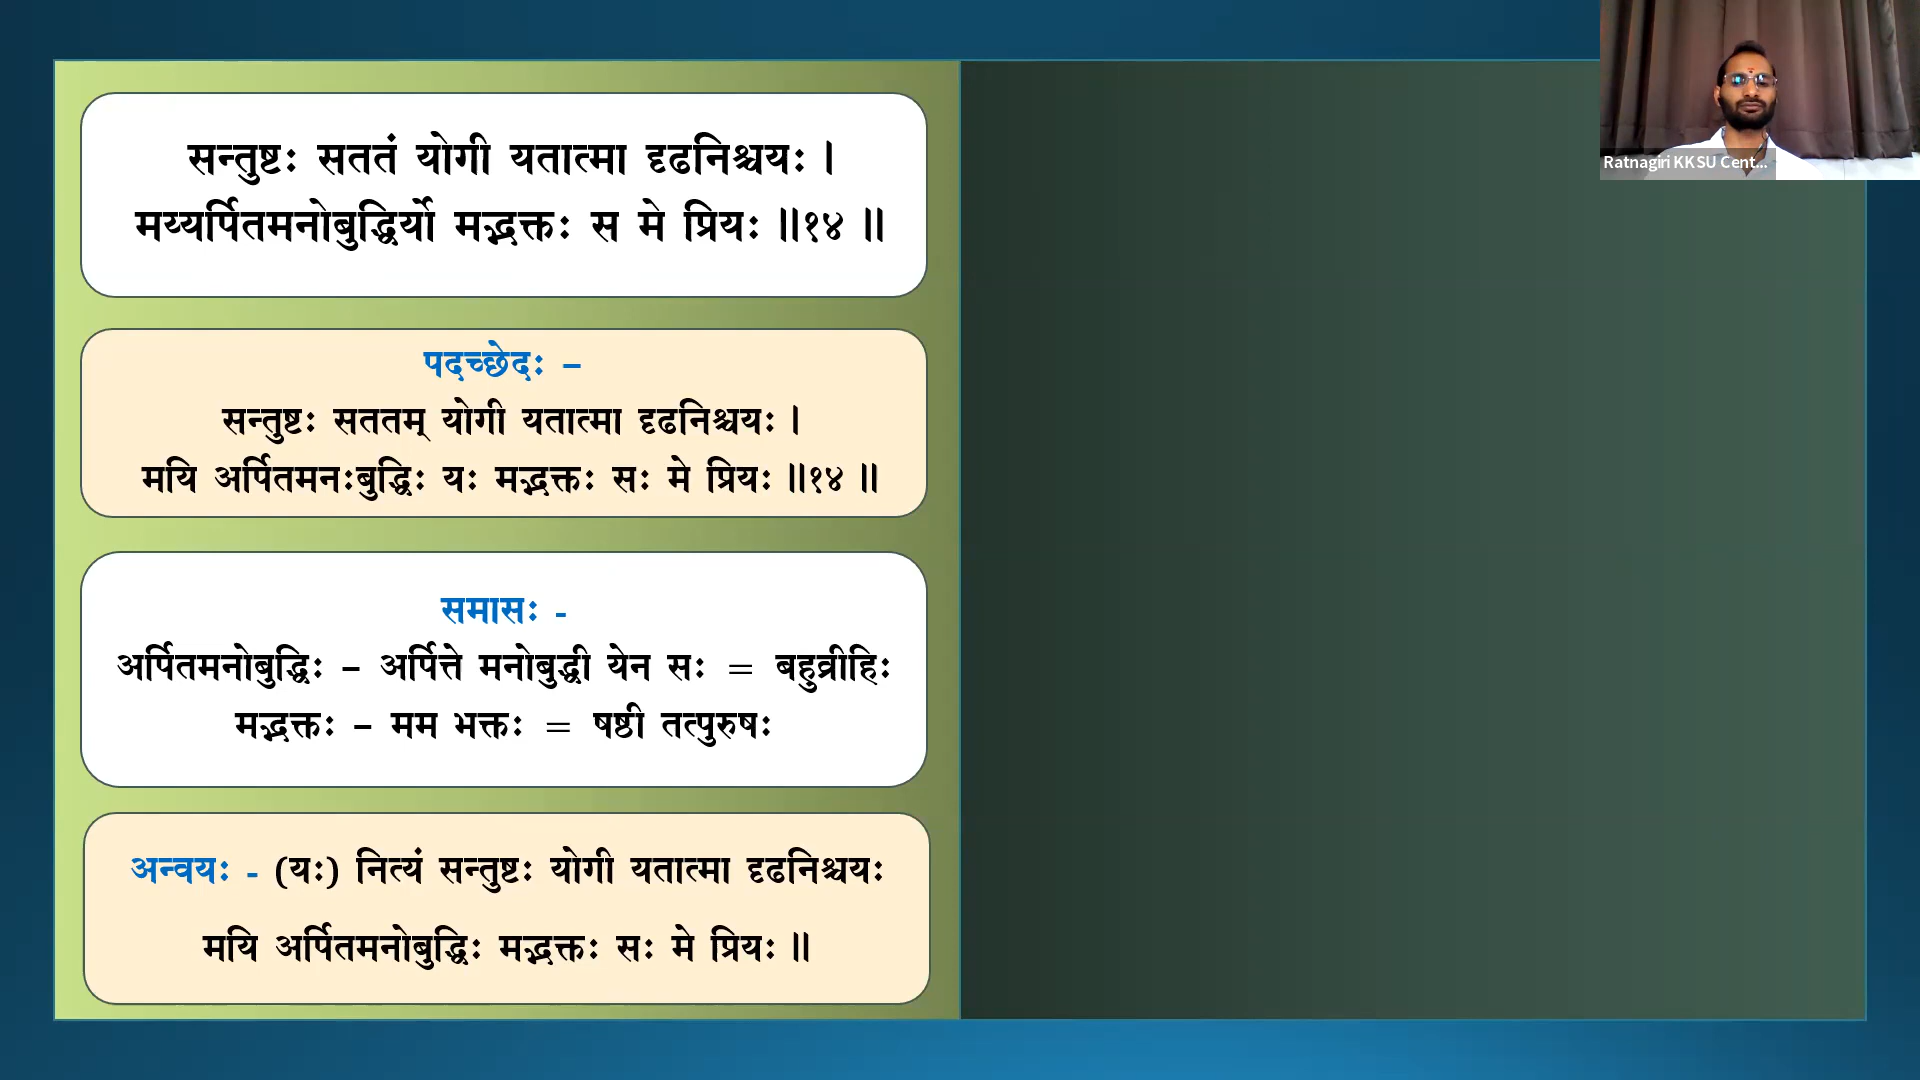 सन्तुष्टः सततं योगी यतात्मा दृढनिश्चयः ।
मय्यर्पितमनोबुद्धिर्यो मद्भक्तः स मे प्रियः ॥१४ ॥
पदच्छेदः –
सन्तुष्टः सततम् योगी यतात्मा दृढनिश्चयः ।
मयि अर्पितमनःबुद्धिः यः मद्भक्तः सः मे प्रियः ॥१४ ॥
समासः -
अर्पितमनोबुद्धिः – अर्पित्ते मनोबुद्धी येन सः = बहुव्रीहिः
मद्भक्तः – मम भक्तः = षष्ठी तत्पुरुषः
अन्वयः - (यः) नित्यं सन्तुष्टः योगी यतात्मा दृढनिश्चयः
मयि अर्पितमनोबुद्धिः मद्भक्तः सः मे प्रियः ॥
Ratnagiri KKSU Cent...